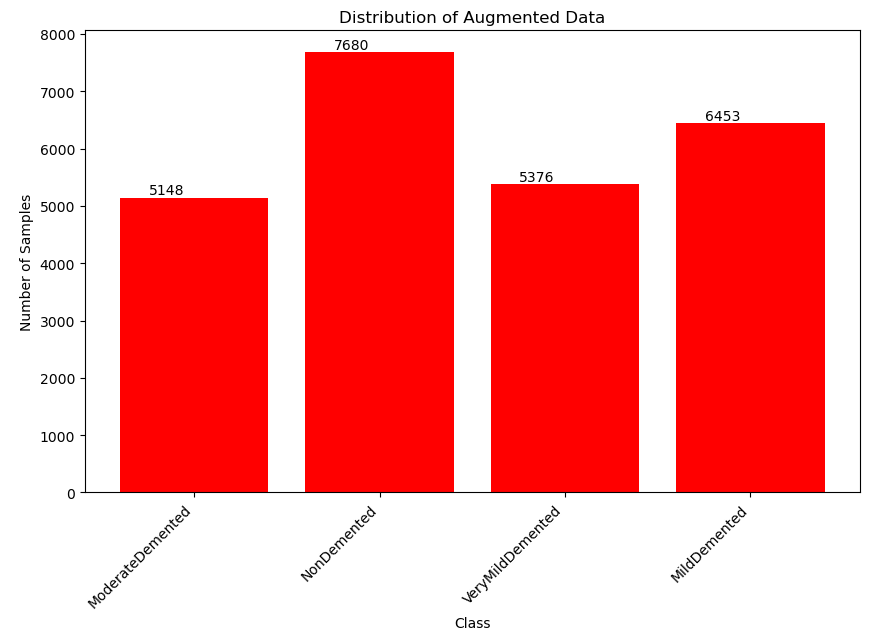 Distribution of Augmented Data
Number of Samples
8000
7000
6000
5000
4000
3000
2000
1000
0
5148
7680
5376
6453
ModerateDemented
NonDemented
VeryMildDemented
MildDemented
Class